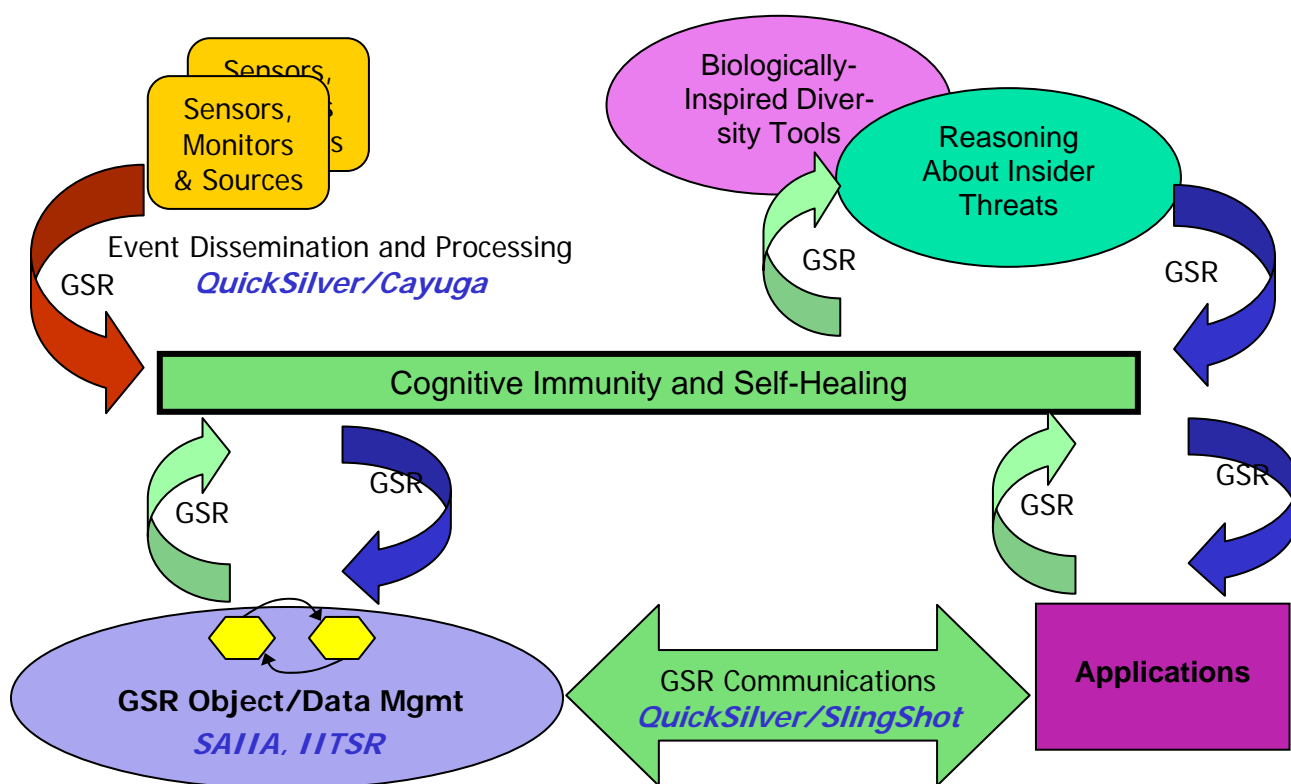 Sensors,
s
s
Sensors,
Monitors
& Sources
Biologically-
Inspired Diver-
sity Tools
Reasoning
About Insider
Threats
Event Dissemination and Processing
QuickSilver/Cayuga
GSR
GSR
GSR
Cognitive Immunity and Self-Healing
GSR
GSR
GSR
GSR
GSR Object/Data Mgmt
SAIIA, IITSR
GSR Communications
QuickSilver/SlingShot
Applications